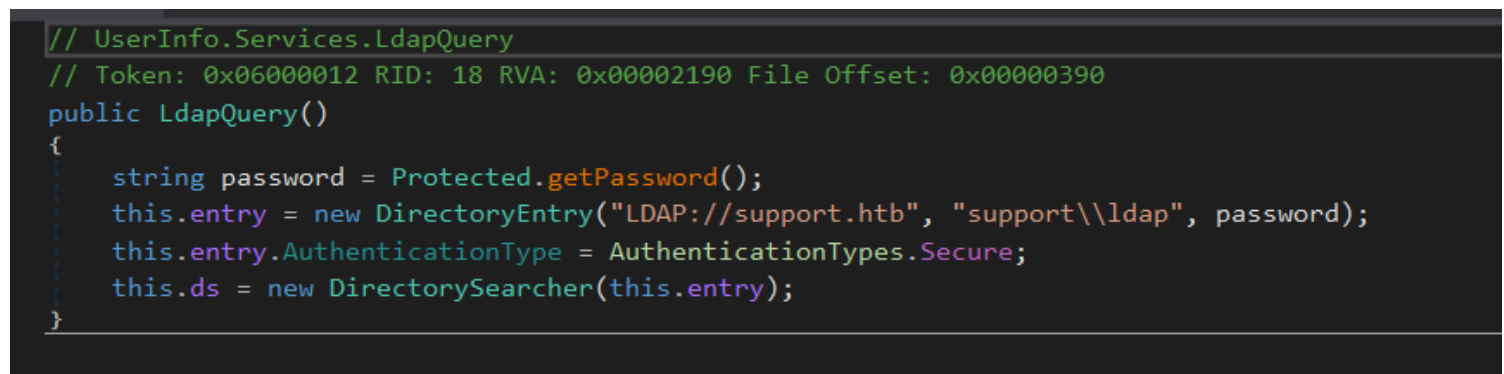 // UserInfo.Services.LdapQuery
// Token: 0x06000012 RID: 18 RVA: 0x00002190 File Offset: 0x00000390
public LdapQuery()
{
    string password = Protected.getPassword();
    this.entry = new DirectoryEntry("LDAP://support.htb", "support\\ldap", password);
    this.entry.AuthenticationType = AuthenticationTypes.Secure;
    this.ds = new DirectorySearcher(this.entry);
}